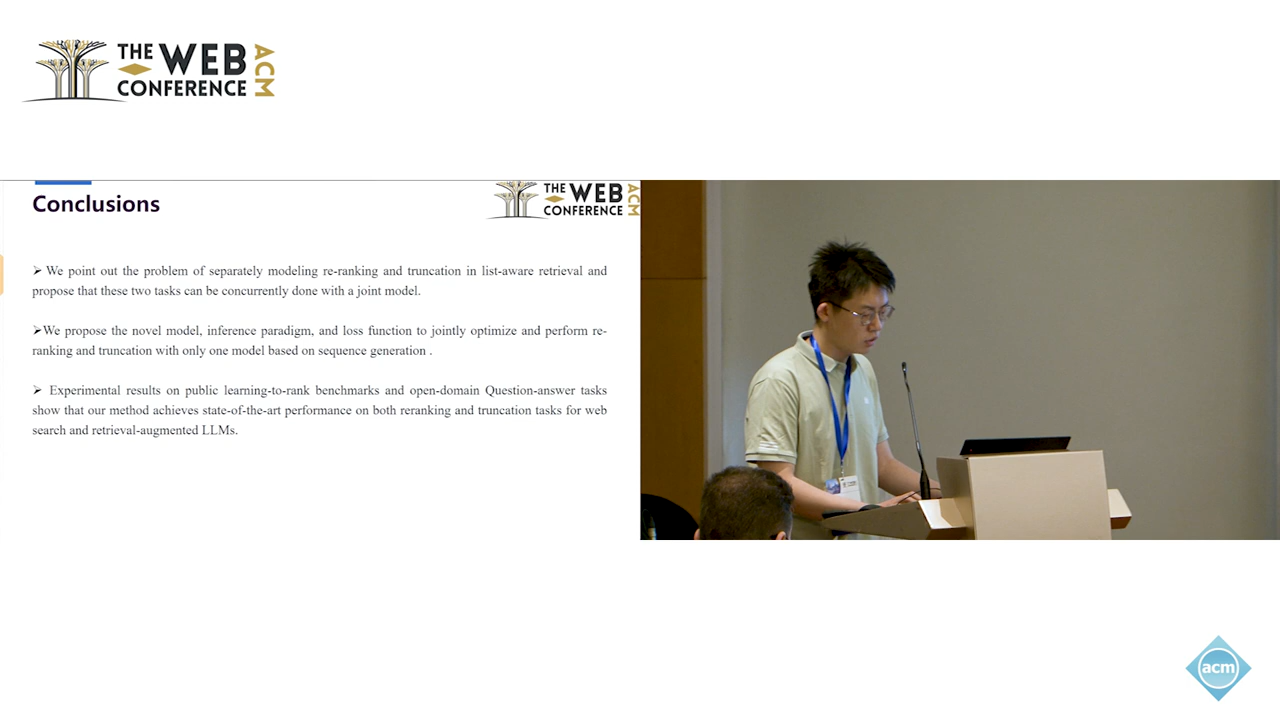 THE WEB
CONFERENCE
ACM
Conclusions
THE WEB
CONFERENCE
ACM
➢ We point out the problem of separately modeling re-ranking and truncation in list-aware retrieval and
propose that these two tasks can be concurrently done with a joint model.
➢We propose the novel model, inference paradigm, and loss function to jointly optimize and perform re-
ranking and truncation with only one model based on sequence generation .
➢ Experimental results on public learning-to-rank benchmarks and open-domain Question-answer tasks
show that our method achieves state-of-the-art performance on both reranking and truncation tasks for web
search and retrieval-augmented LLMs.
acm